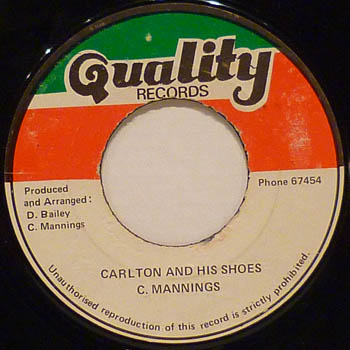 Quality
RECORDS
Produced
and Arranged:
D. Bailey
C. Mannings
Phone 67454
CARLTON AND HIS SHOES
C. MANNINGS
Unauthorised reproduction of this record is strictly prohibited.